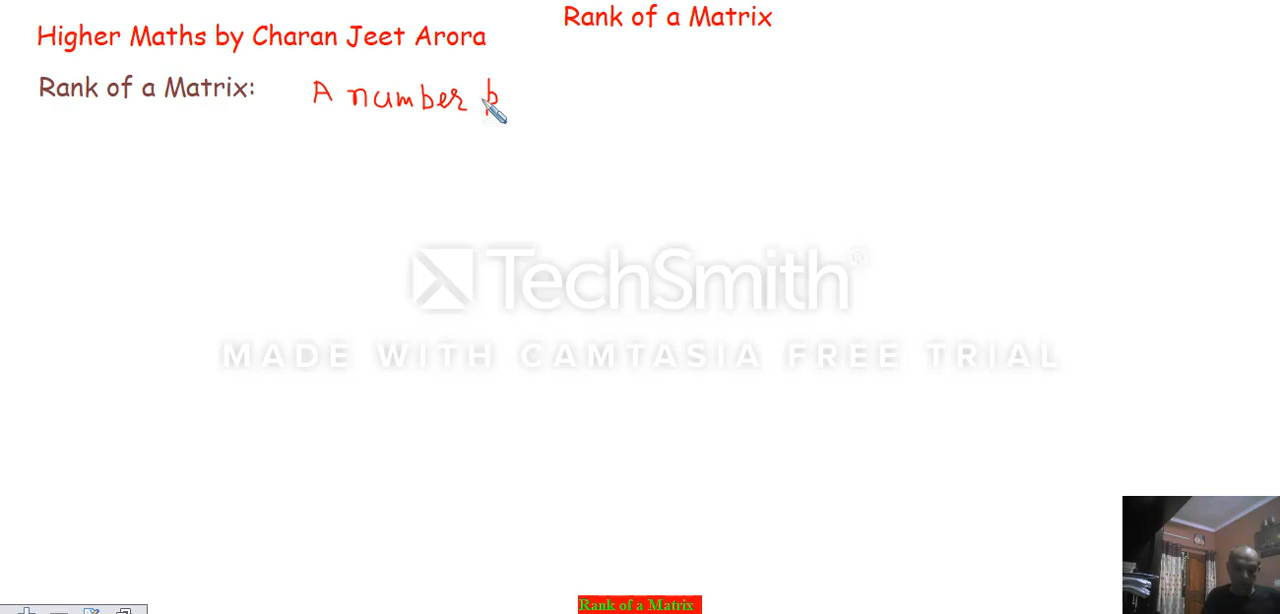 Rank of a Matrix
Higher Maths by Charan Jeet Arora
Rank of a Matrix: A number
TechSmith®
MADE WITH CAMTASIA FREE TRIAL
Rank of a Matrix